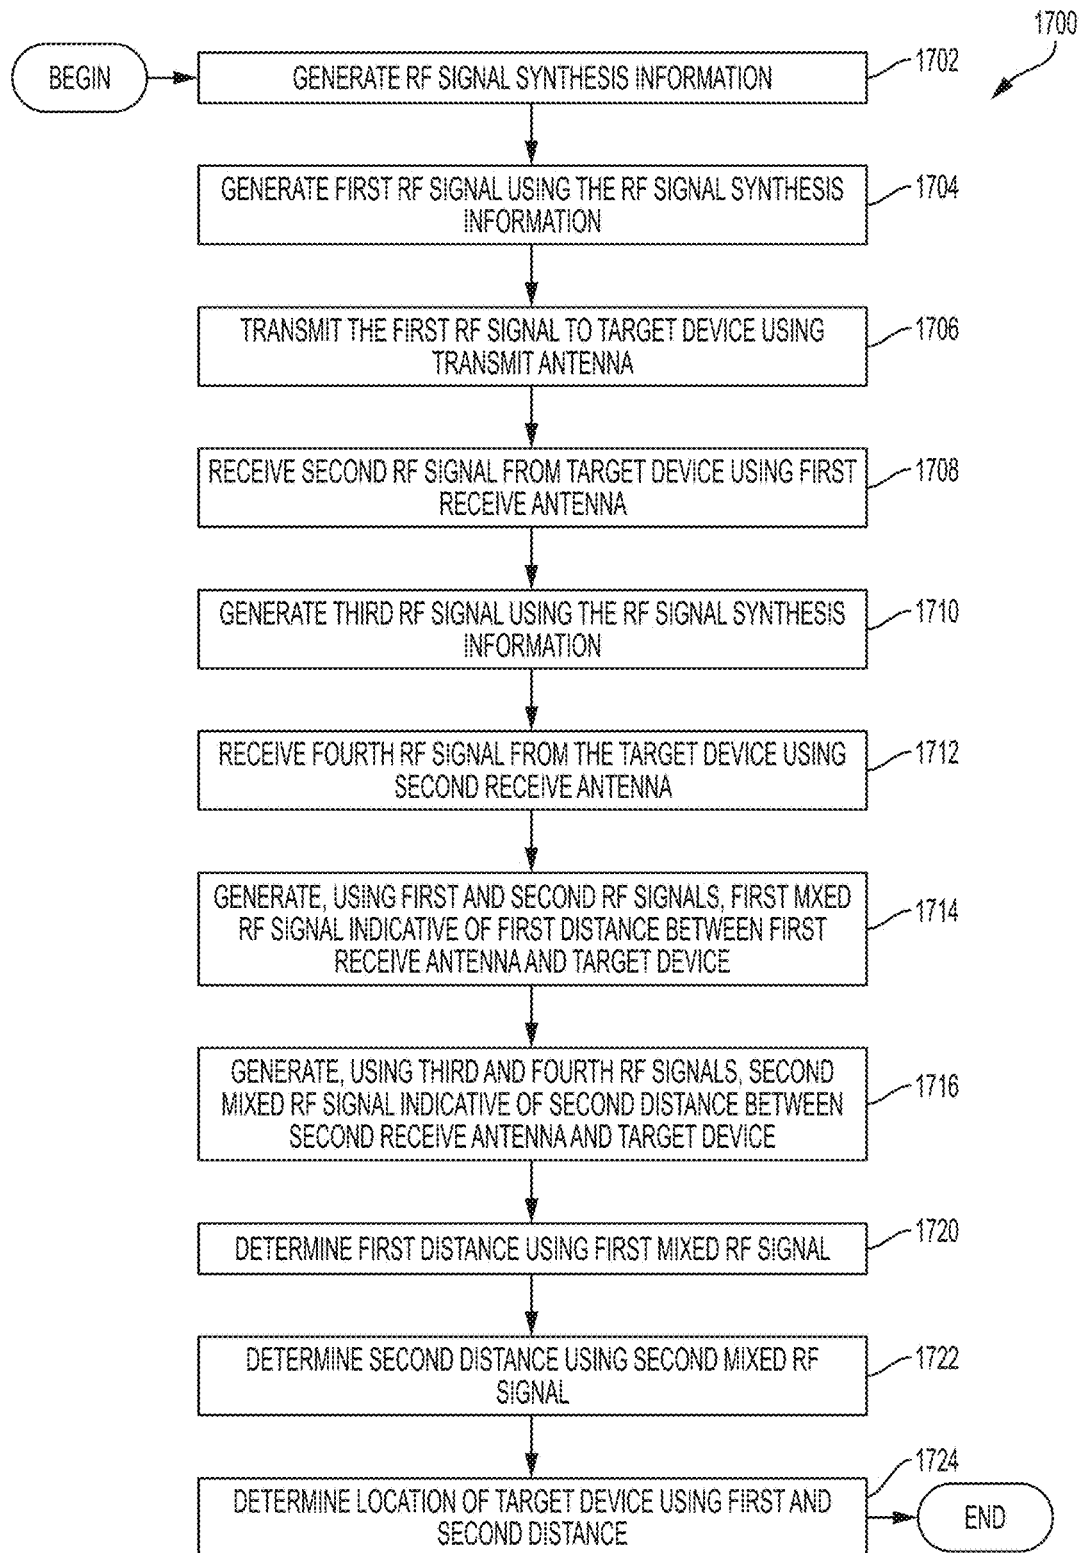 1700
BEGIN
GENERATE RF SIGNAL SYNTHESIS INFORMATION
1702
GENERATE FIRST RF SIGNAL USING THE RF SIGNAL SYNTHESIS
INFORMATION
1704
TRANSMIT THE FIRST RF SIGNAL TO TARGET DEVICE USING
TRANSMIT ANTENNA
1706
RECEIVE SECOND RF SIGNAL FROM TARGET DEVICE USING FIRST
RECEIVE ANTENNA
1708
GENERATE THIRD RF SIGNAL USING THE RF SIGNAL SYNTHESIS
INFORMATION
1710
RECEIVE FOURTH RF SIGNAL FROM THE TARGET DEVICE USING
SECOND RECEIVE ANTENNA
1712
GENERATE, USING FIRST AND SECOND RF SIGNALS, FIRST MXED
RF SIGNAL INDICATIVE OF FIRST DISTANCE BETWEEN FIRST
RECEIVE ANTENNA AND TARGET DEVICE
1714
GENERATE, USING THIRD AND FOURTH RF SIGNALS, SECOND
MIXED RF SIGNAL INDICATIVE OF SECOND DISTANCE BETWEEN
SECOND RECEIVE ANTENNA AND TARGET DEVICE
1716
DETERMINE FIRST DISTANCE USING FIRST MIXED RF SIGNAL
1720
DETERMINE SECOND DISTANCE USING SECOND MIXED RF
SIGNAL
1722
DETERMINE LOCATION OF TARGET DEVICE USING FIRST AND
SECOND DISTANCE
1724
END